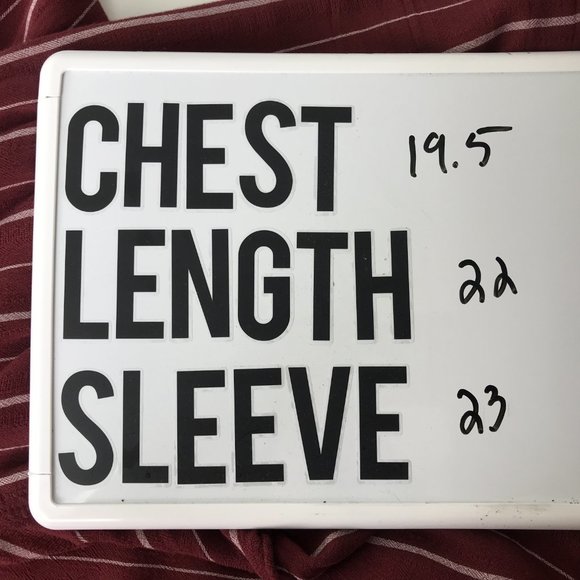 CHEST 19.5
LENGTH 22
SLEEVE 23